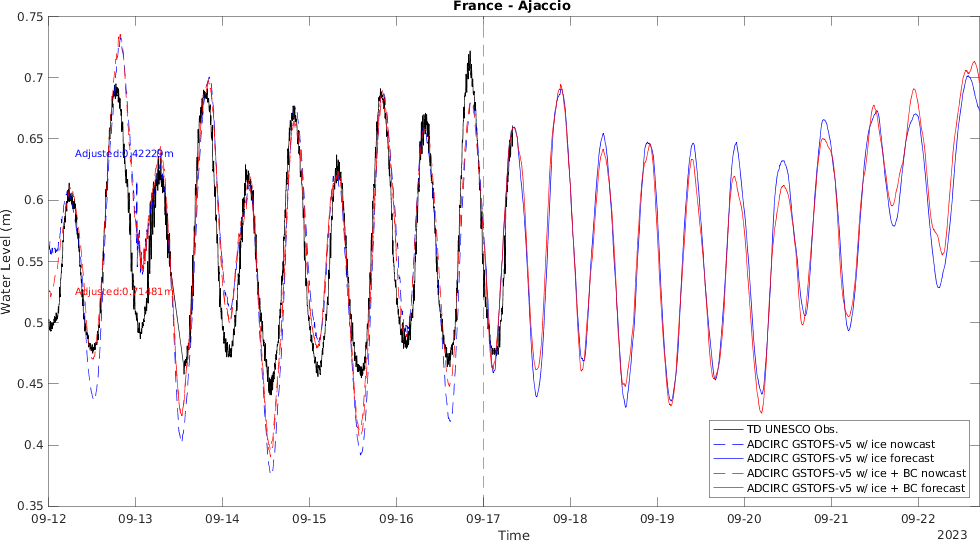 France - Ajaccio
0.75
0.7
0.65
0.6
0.55
0.5
0.45
0.4
0.35
Water Level (m)
Adjusted:0.42229m
Adjusted:0.71481m
TD UNESCO Obs.
ADCIRC GSTOFS-v5 w/ ice nowcast
ADCIRC GSTOFS-v5 w/ ice forecast
ADCIRC GSTOFS-v5 w/ ice + BC nowcast
ADCIRC GSTOFS-v5 w/ ice + BC forecast
09-12 09-13 09-14 09-15 09-16 09-17 09-18 09-19 09-20 09-21 09-22
Time
2023